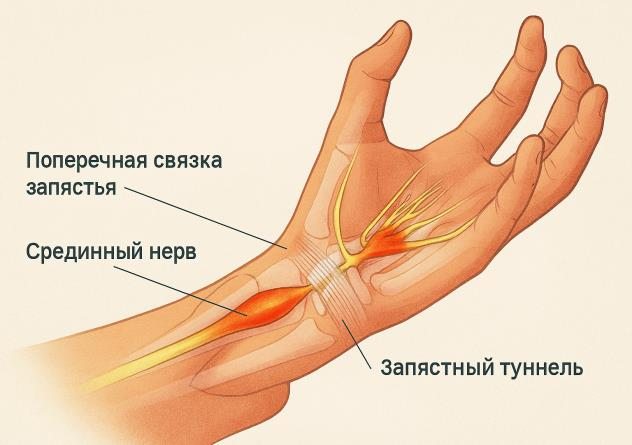 Поперечная связка
запястья
Срединный нерв
Запястный туннель